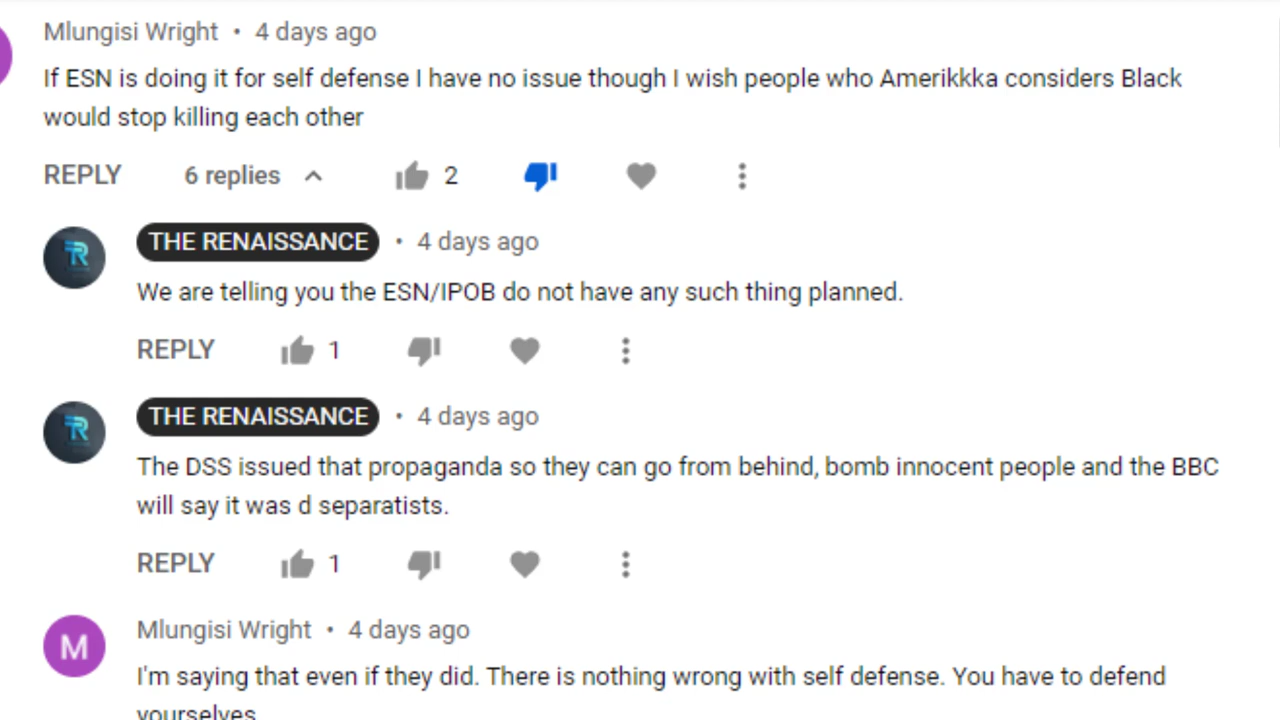 Mlungisi Wright • 4 days ago
If ESN is doing it for self defense I have no issue though I wish people who Amerikkka considers Black
would stop killing each other
REPLY 6 replies 2
THE RENAISSANCE • 4 days ago
We are telling you the ESN/IPOB do not have any such thing planned.
REPLY 1
THE RENAISSANCE • 4 days ago
The DSS issued that propaganda so they can go from behind, bomb innocent people and the BBC
will say it was d separatists.
REPLY 1
M
Mlungisi Wright • 4 days ago
I'm saying that even if they did. There is nothing wrong with self defense. You have to defend
yourselves